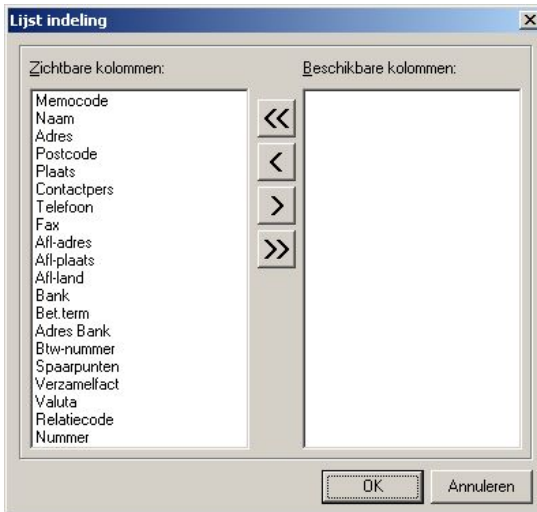 Lijst indeling
Zichtbare kolommen:
Beschikbare kolommen:
Memocode
Naam
Adres
Postcode
Plaats
Contactpers
Telefoon
Fax
Afl-adres
Afl-plaats
Afl-land
Bank
Bet.term
Adres Bank
Btw-nummer
Spaarpunten
Verzamelfact
Valuta
Relatiecode
Nummer
<<
<
>
>>
OK
Annuleren